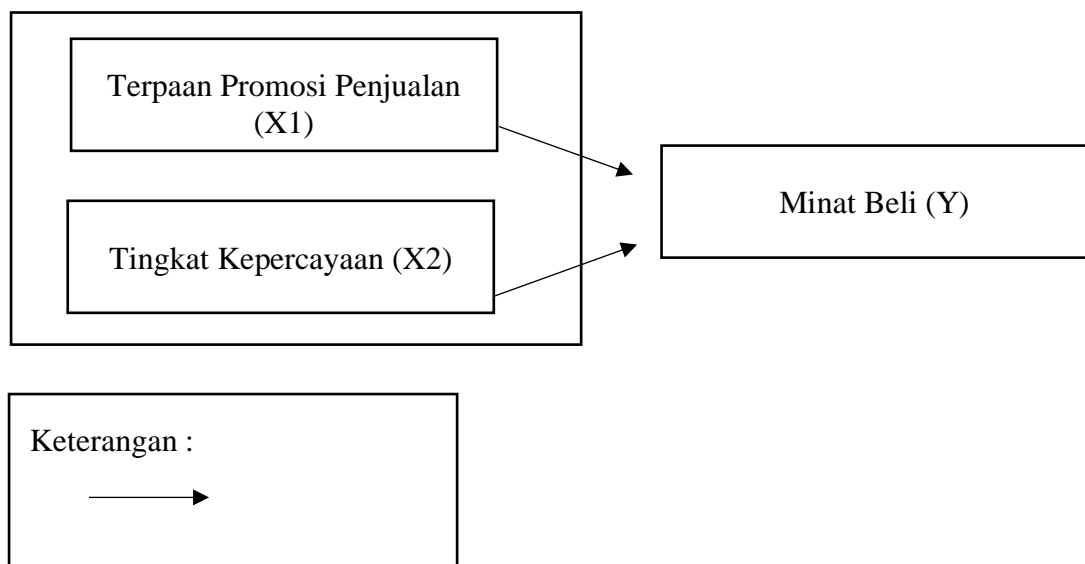 Terpaan Promosi Penjualan
(X1)
Tingkat Kepercayaan (X2)
Minat Beli (Y)
Keterangan :